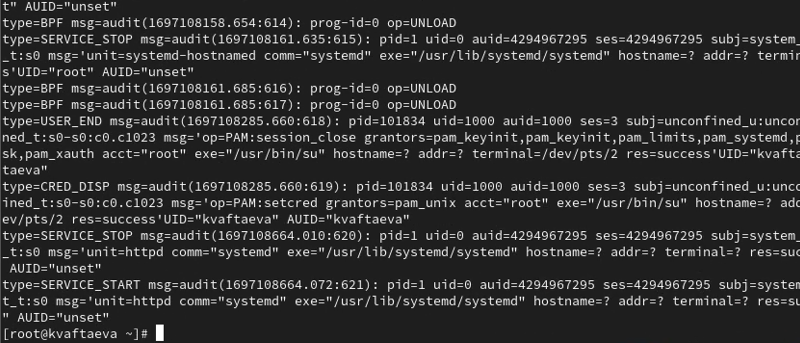 t" AUID="unset"
type=BPF msg=audit(1697108158.654:614): prog-id=0 op=UNLOAD
type=SERVICE_STOP msg=audit(1697108161.635:615): pid=1 uid=0 auid=4294967295 ses=4294967295 subj=system_
_t:s0 msg='unit=systemd-hostnamed comm="systemd" exe="/usr/lib/systemd/systemd" hostname=? addr=? termin
s'UID="root" AUID="unset"
type=BPF msg=audit(1697108161.685:616): prog-id=0 op=UNLOAD
type=BPF msg=audit(1697108161.685:617): prog-id=0 op=UNLOAD
type=USER_END msg=audit(1697108285.660:618): pid=101834 uid=1000 auid=1000 ses=3 subj=unconfined_u:uncon
ned_t:s0-s0:c0.c1023 msg='op=PAM:session_close grantors=pam_keyinit,pam_keyinit,pam_limits,pam_systemd,p
sk,pam_xauth acct="root" exe="/usr/bin/su" hostname=? addr=? terminal=/dev/pts/2 res=success'UID="kvafta
taeva"
type=CRED_DISP msg=audit(1697108285.660:619): pid=101834 uid=1000 auid=1000 ses=3 subj=unconfined_u:unco
ined_t:s0-s0:c0.c1023 msg='op=PAM:setcred grantors=pam_unix acct="root" exe="/usr/bin/su" hostname=? add
ev/pts/2 res=success'UID="kvaftaeva" AUID="kvaftaeva"
type=SERVICE_STOP msg=audit(1697108664.010:620): pid=1 uid=0 auid=4294967295 ses=4294967295 subj=system_
_t:s0 msg='unit=httpd comm="systemd" exe="/usr/lib/systemd/systemd" hostname=? addr=? terminal=? res=suc
AUID="unset"
type=SERVICE_START msg=audit(1697108664.072:621): pid=1 uid=0 auid=4294967295 ses=4294967295 subj=system
t_t:s0 msg='unit=httpd comm="systemd" exe="/usr/lib/systemd/systemd" hostname=? addr=? terminal=? res=su
" AUID="unset"
[root@kvaftaeva ~]#